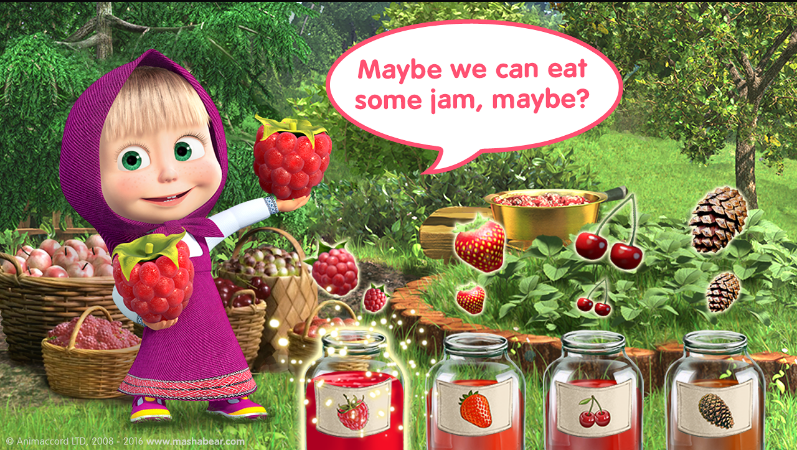 Maybe we can eat
some jam, maybe?
© Animaccord LTD, 2008 - 2016 www.mashabear.com